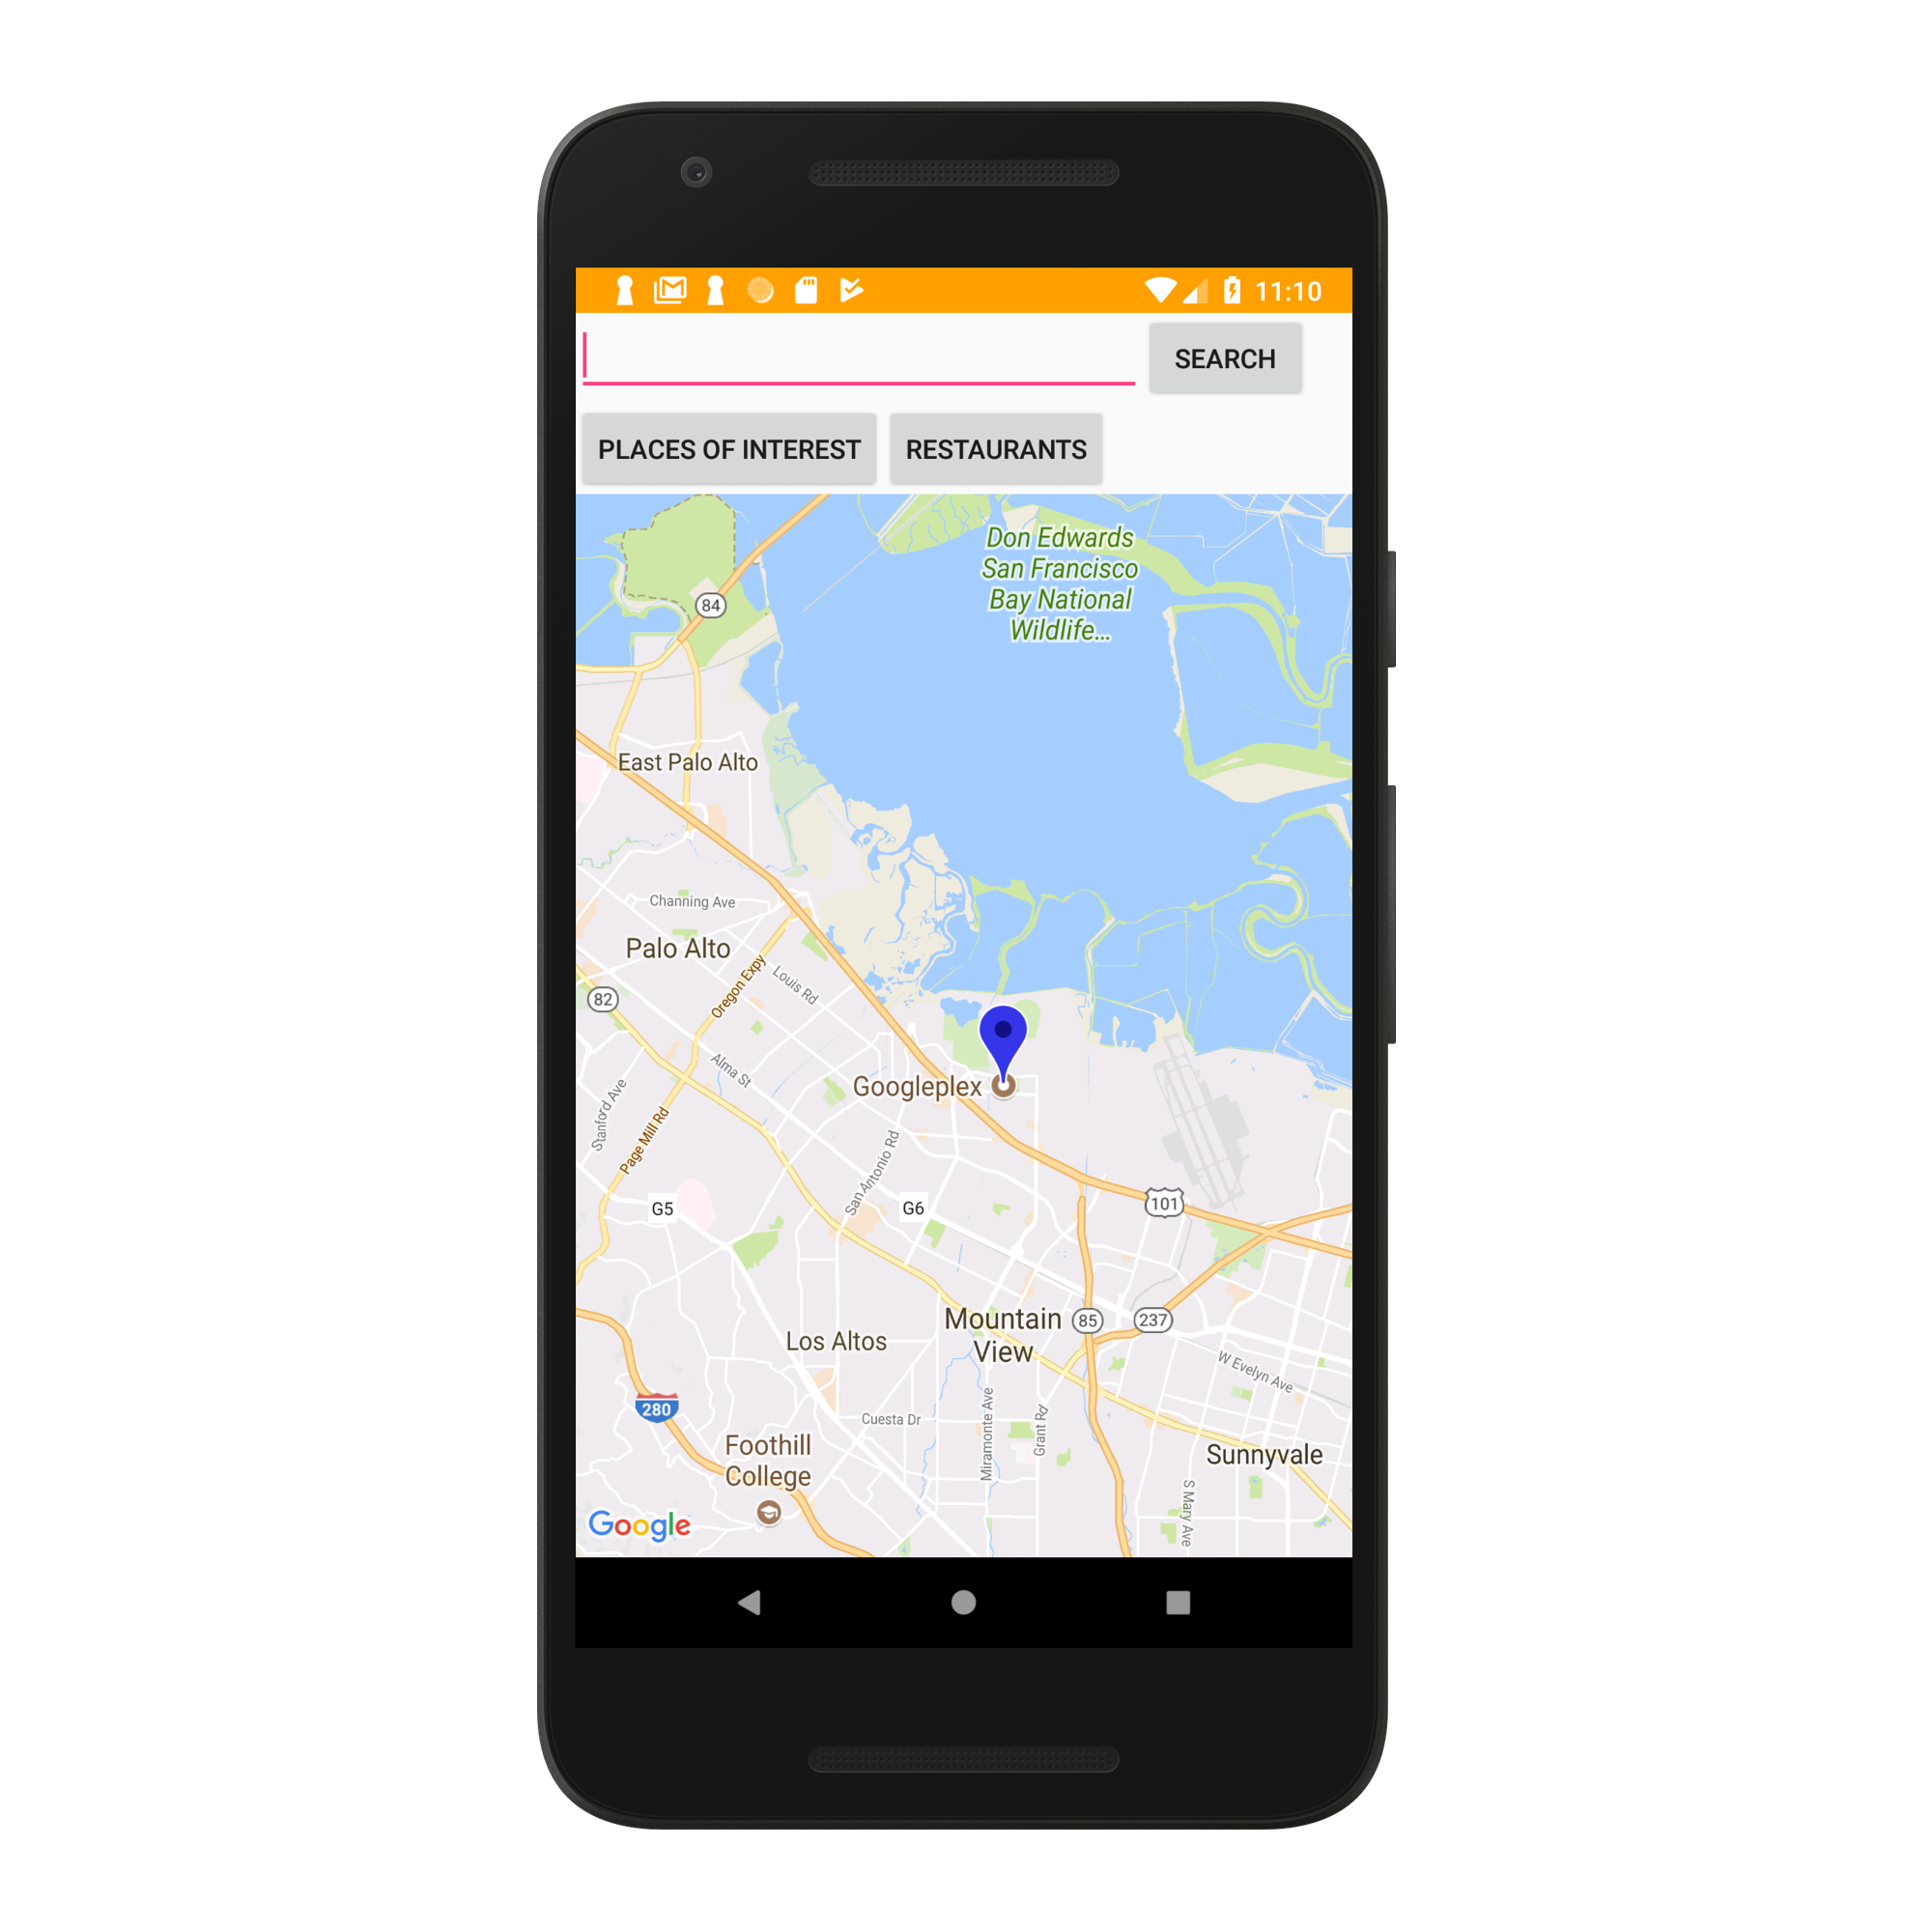 11:10
SEARCH
PLACES OF INTEREST
RESTAURANTS
Don Edwards
San Francisco
Bay National
Wildlife...
84
East Palo Alto
Channing Ave
Palo Alto
Louis Rd
Oregon Expy
82
Alma St
Googleplex
Stanford Ave
Page Mill Rd
San Antonio Rd
G5
G6
101
Mountain
View
85
237
Los Altos
W Evelyn Ave
280
Cuesta Dr
Miramonte Ave
Grant Rd
Foothill
College
Sunnyvale
S Mary Ave
Google